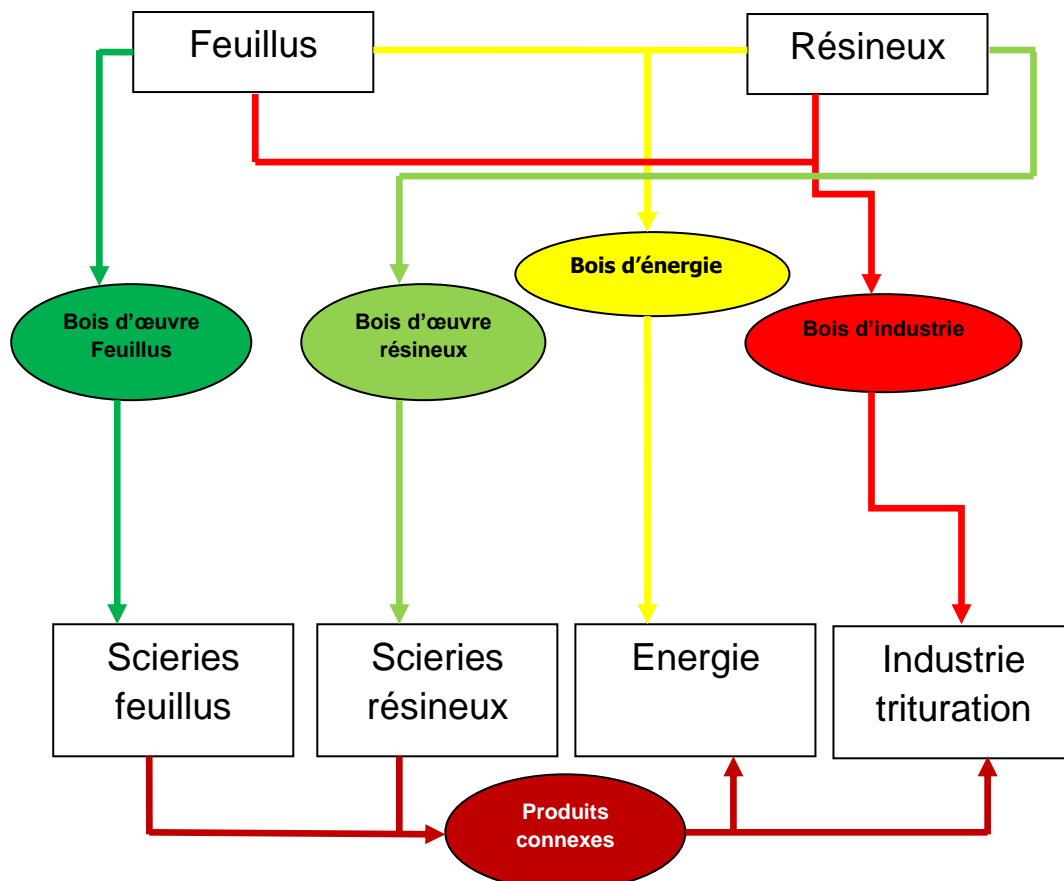 Feuillus
Résineux
Bois d'énergie
Bois d'œuvre
Feuillus
Bois d'œuvre
résineux
Bois d'industrie
Scieries
feuillus
Scieries
résineux
Energie
Industrie
trituration
Produits
connexes